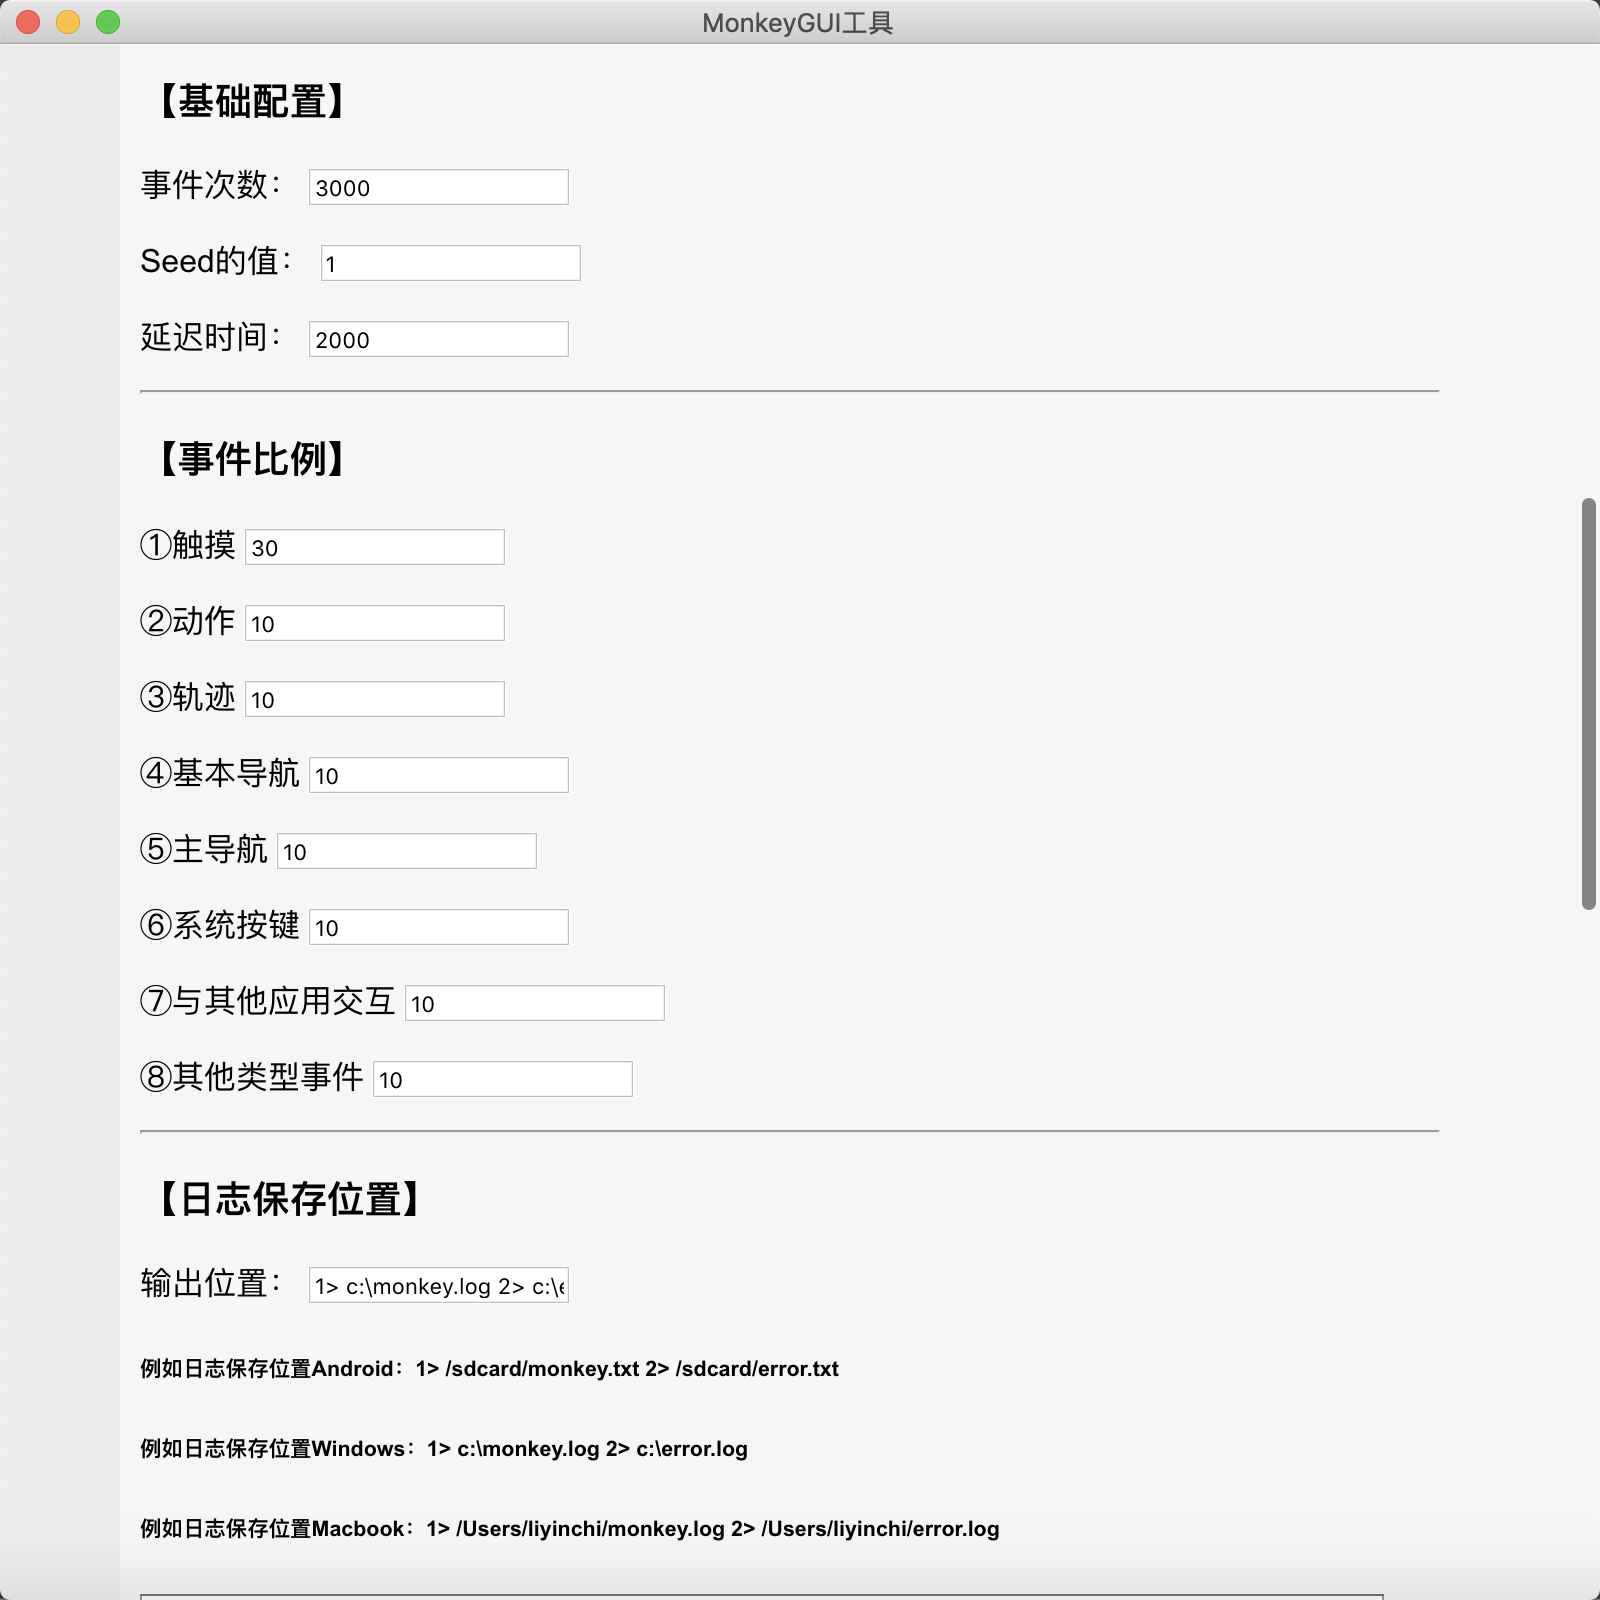 MonkeyGUI工具
【基础配置】
事件次数： 3000
Seed的值： 1
延迟时间： 2000
【事件比例】
①触摸 30
②动作 10
③轨迹 10
④基本导航 10
⑤主导航 10
⑥系统按键 10
⑦与其他应用交互 10
⑧其他类型事件 10
【日志保存位置】
输出位置： 1> c:\monkey.log 2> c:\e
例如日志保存位置Android：1> /sdcard/monkey.txt 2> /sdcard/error.txt
例如日志保存位置Windows：1> c:\monkey.log 2> c:\error.log
例如日志保存位置Macbook：1> /Users/liyinchi/monkey.log 2> /Users/liyinchi/error.log